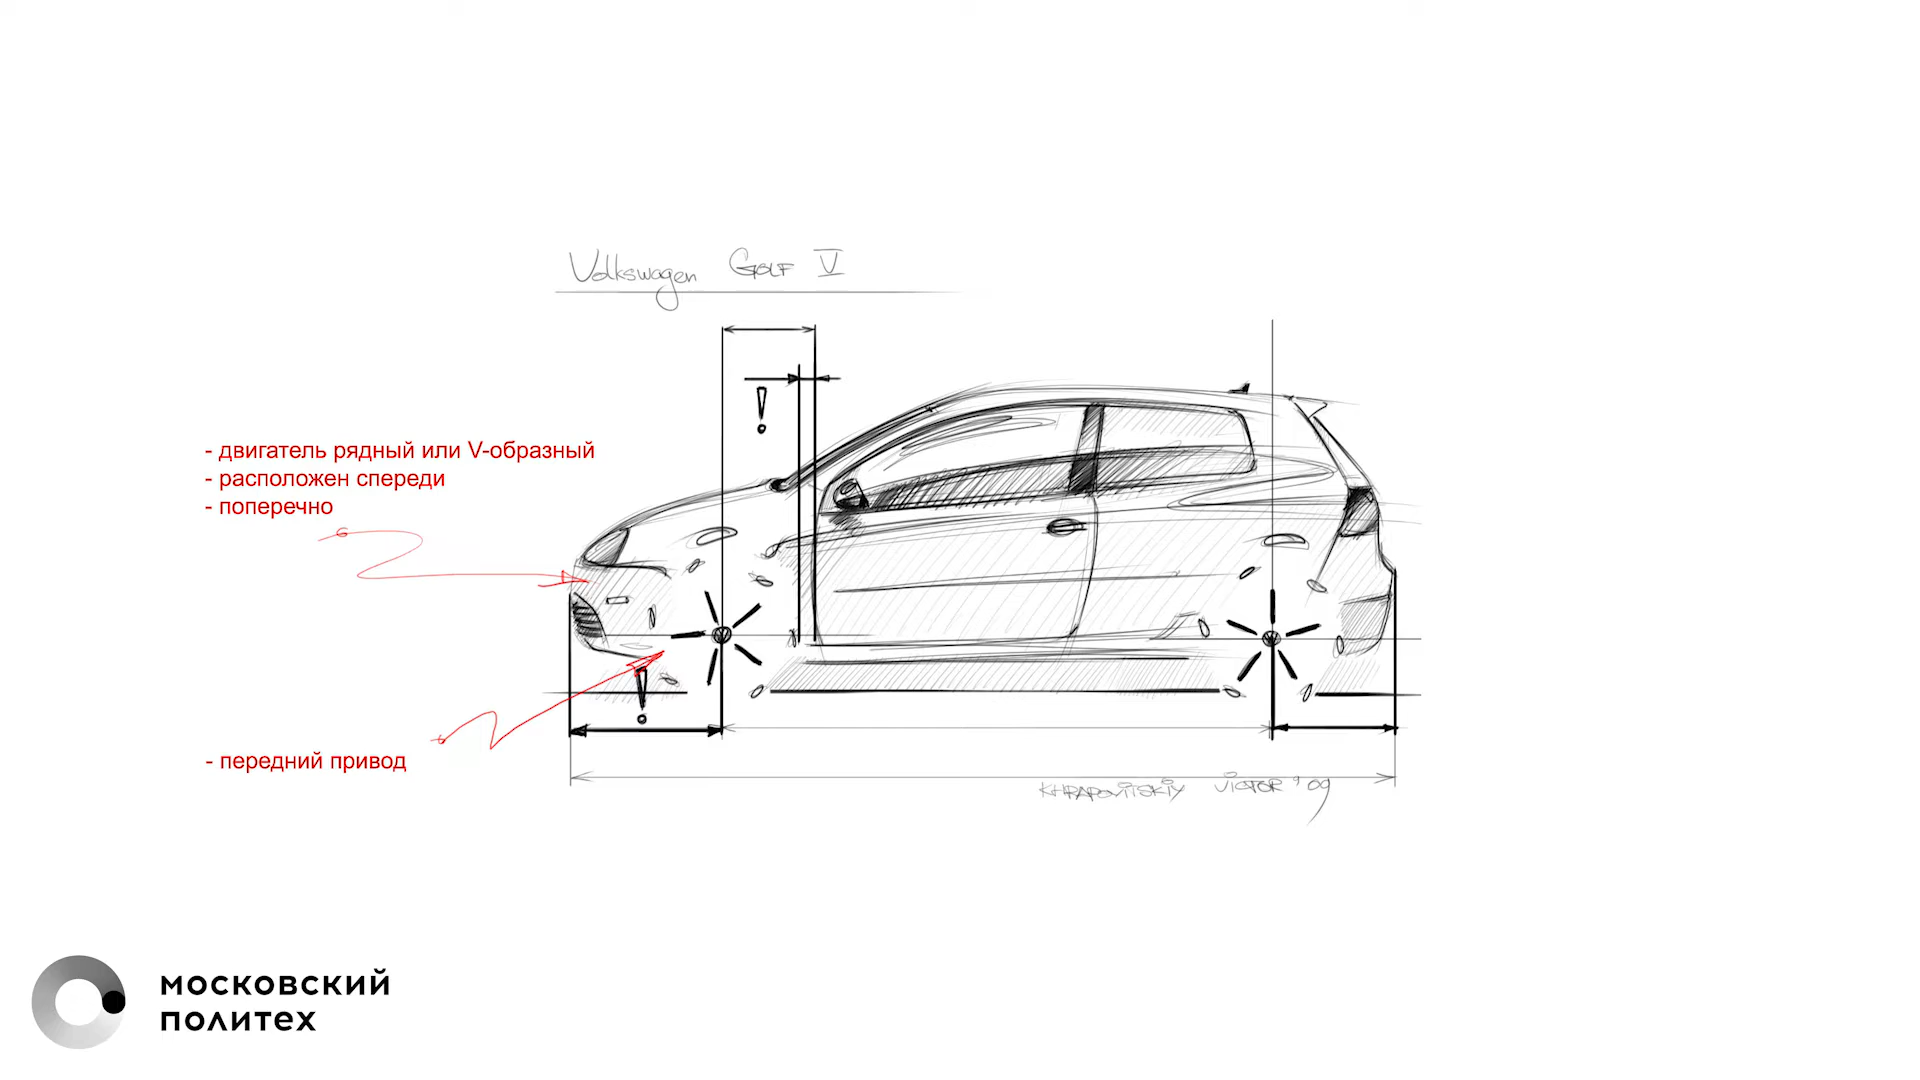 Volkswagen GOLF V
- двигатель рядный или V-образный
- расположен спереди
- поперечно
- передний привод
KHRAPOVITSKIY VICTOR '09
МОСКОВСКИЙ
ПОЛИТЕХ